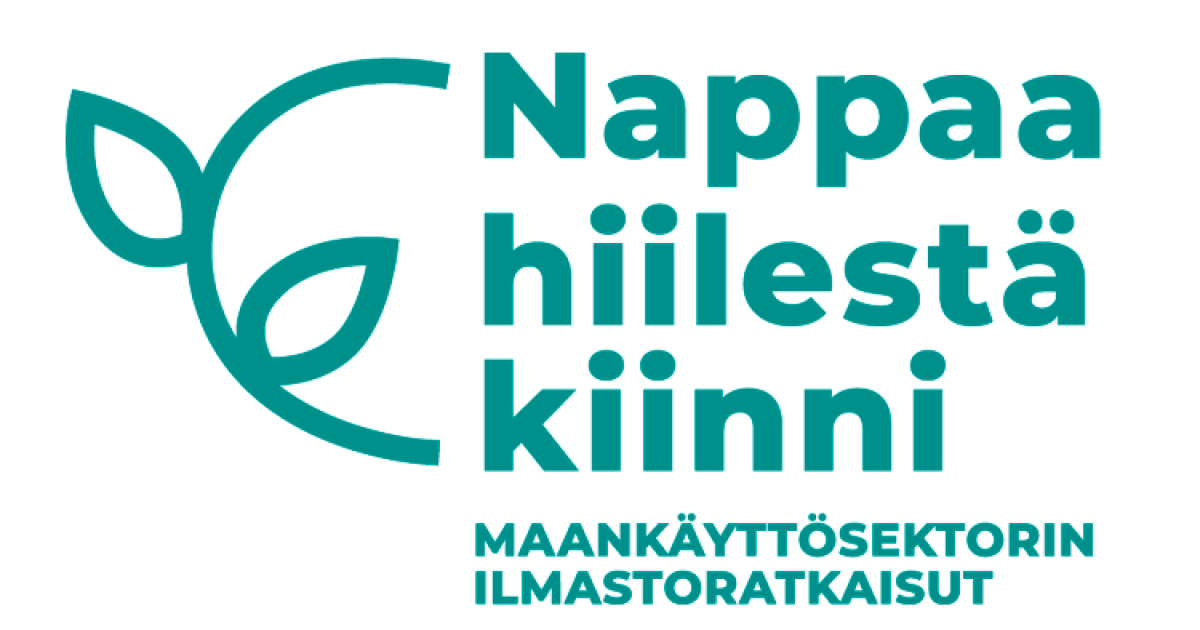 Nappaa
hiilestä
kiinni
MAANKÄYTTÖSEKTORIN
ILMASTORATKAISUT